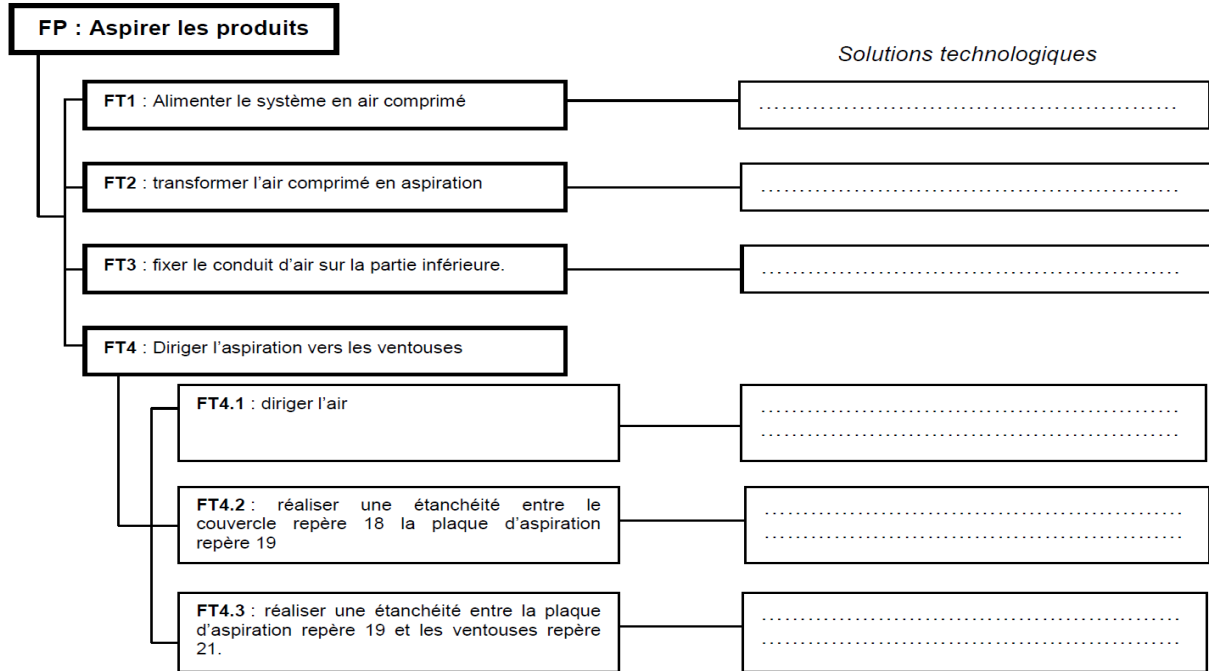 FP : Aspirer les produits
Solutions technologiques
FT1 : Alimenter le système en air comprimé
……………………………………………………
FT2 : transformer l'air comprimé en aspiration
……………………………………………………
FT3 : fixer le conduit d'air sur la partie inférieure.
……………………………………………………
FT4 : Diriger l'aspiration vers les ventouses
FT4.1 : diriger l'air
……………………………………………………
……………………………………………………
FT4.2 : réaliser une étanchéité entre le
couvercle repère 18 la plaque d'aspiration
repère 19
……………………………………………………
……………………………………………………
FT4.3 : réaliser une étanchéité entre la plaque
d'aspiration repère 19 et les ventouses repère
21.
……………………………………………………
……………………………………………………